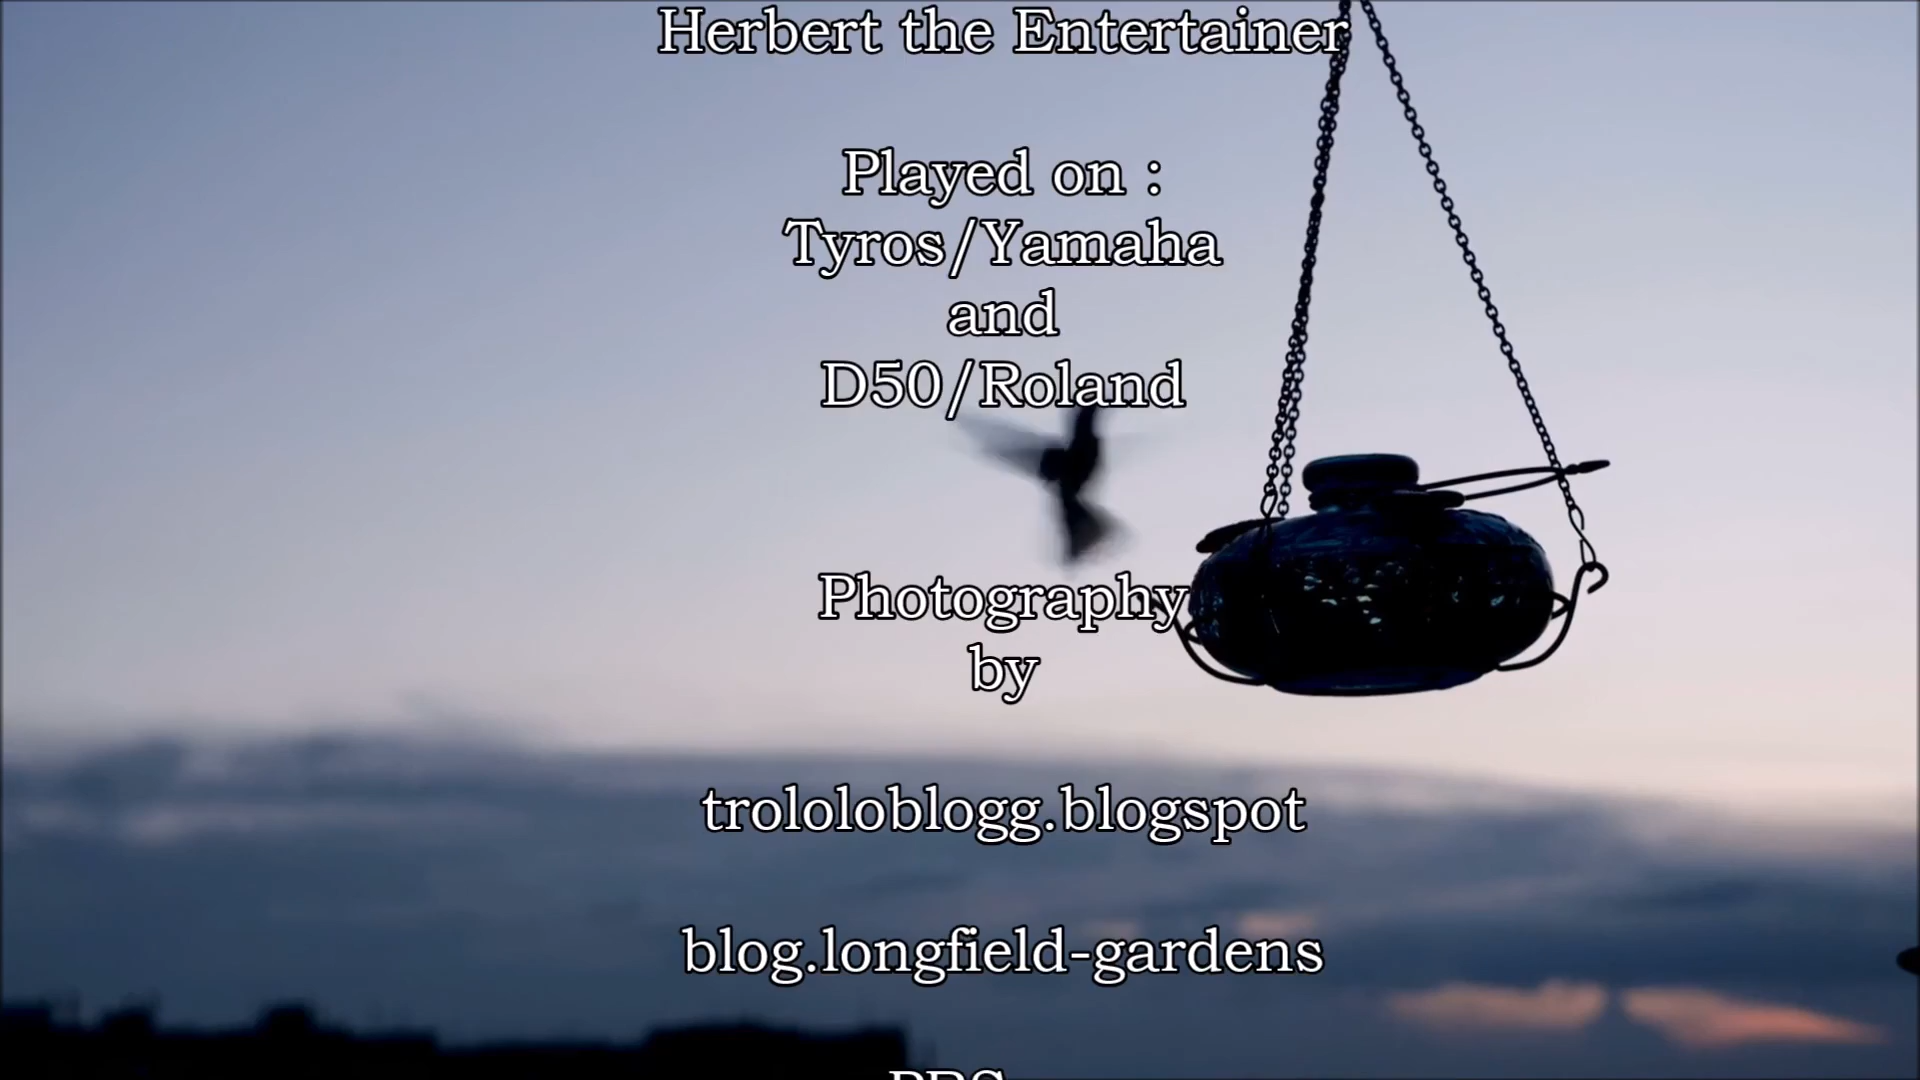 Herbert the Entertainer
Played on :
Tyros/Yamaha
and
D50/Roland
Photography
by
trololoblogg.blogspot
blog.longfield-gardens